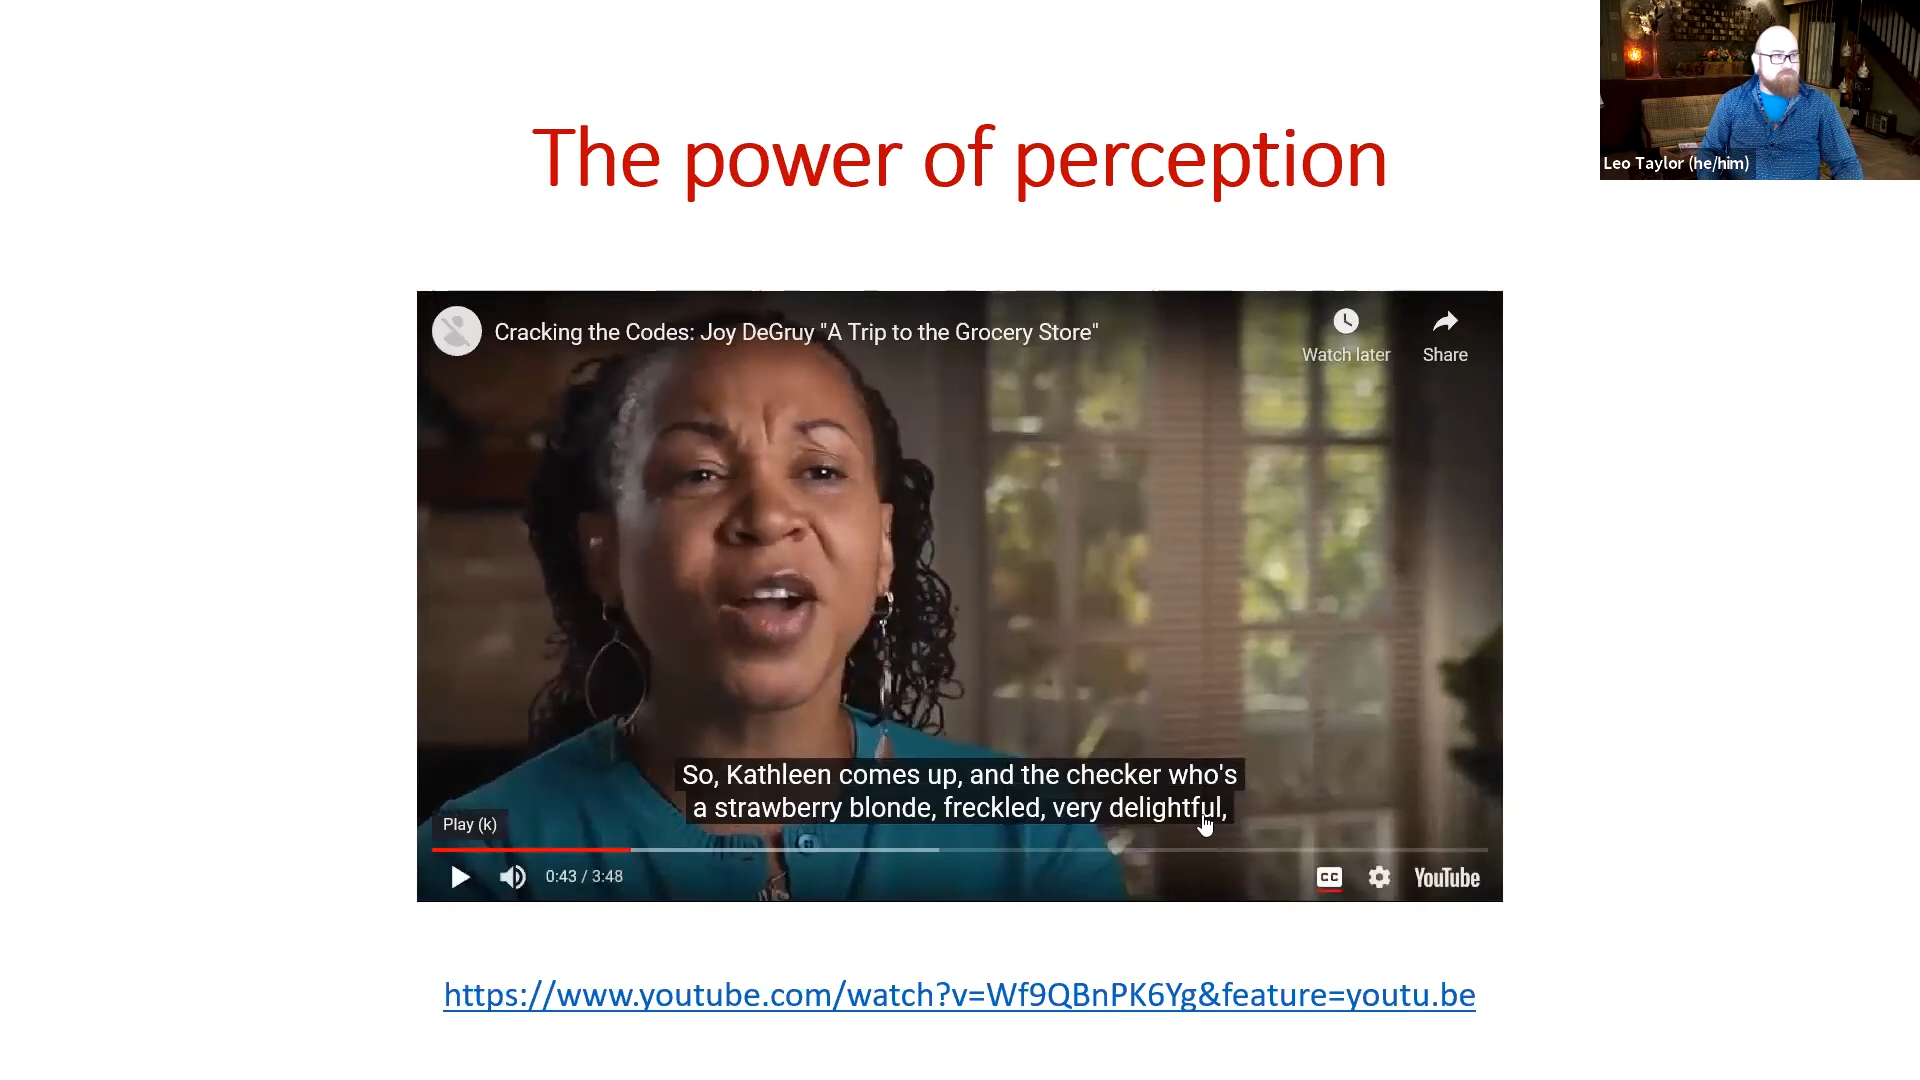 The power of perception
Leo Taylor (he/him)
Cracking the Codes: Joy DeGruy "A Trip to the Grocery Store"
Watch later
Share
So, Kathleen comes up, and the checker who's
a strawberry blonde, freckled, very delightful,
Play (k)
0:43 / 3:48
CC
YouTube
https://www.youtube.com/watch?v=Wf9QBnPK6Yg&feature=youtu.be